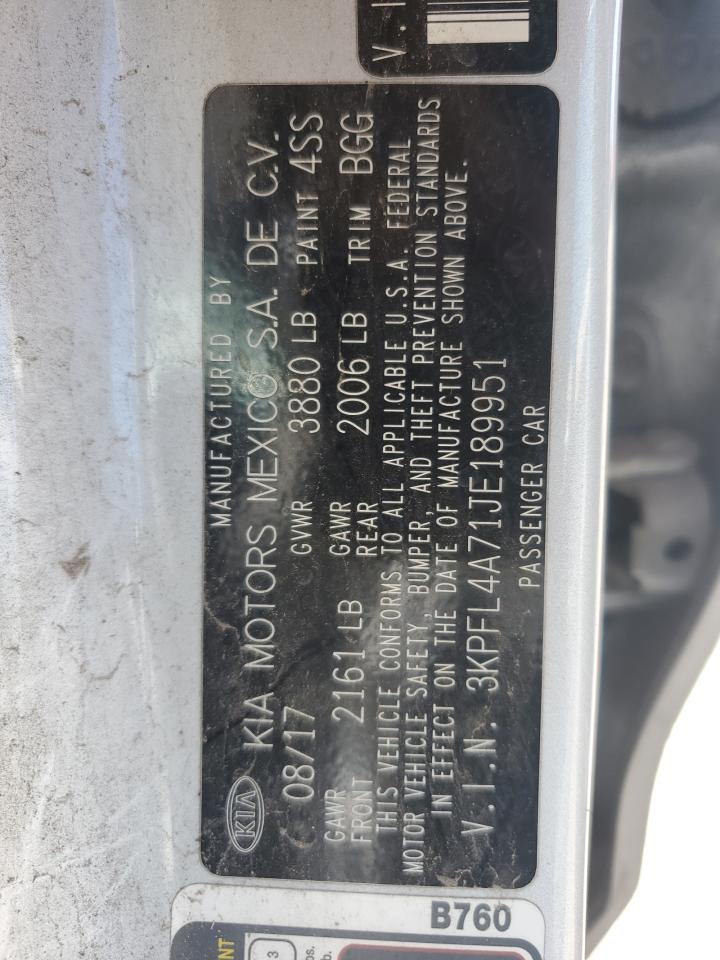 KIA
MANUFACTURED BY
KIA MOTORS MEXICO S.A. DE C.V.
08/17 GVWR 3880 LB PAINT 4SS
GAWR FRONT 2161 LB GAWR REAR 2006 LB TRIM BGG
THIS VEHICLE CONFORMS TO ALL APPLICABLE U.S.A. FEDERAL
MOTOR VEHICLE SAFETY, BUMPER, AND THEFT PREVENTION STANDARDS
IN EFFECT ON THE DATE OF MANUFACTURE SHOWN ABOVE.
V.I.N. 3KPFL4A71JE189951
PASSENGER CAR
V.I
B760
NT
3